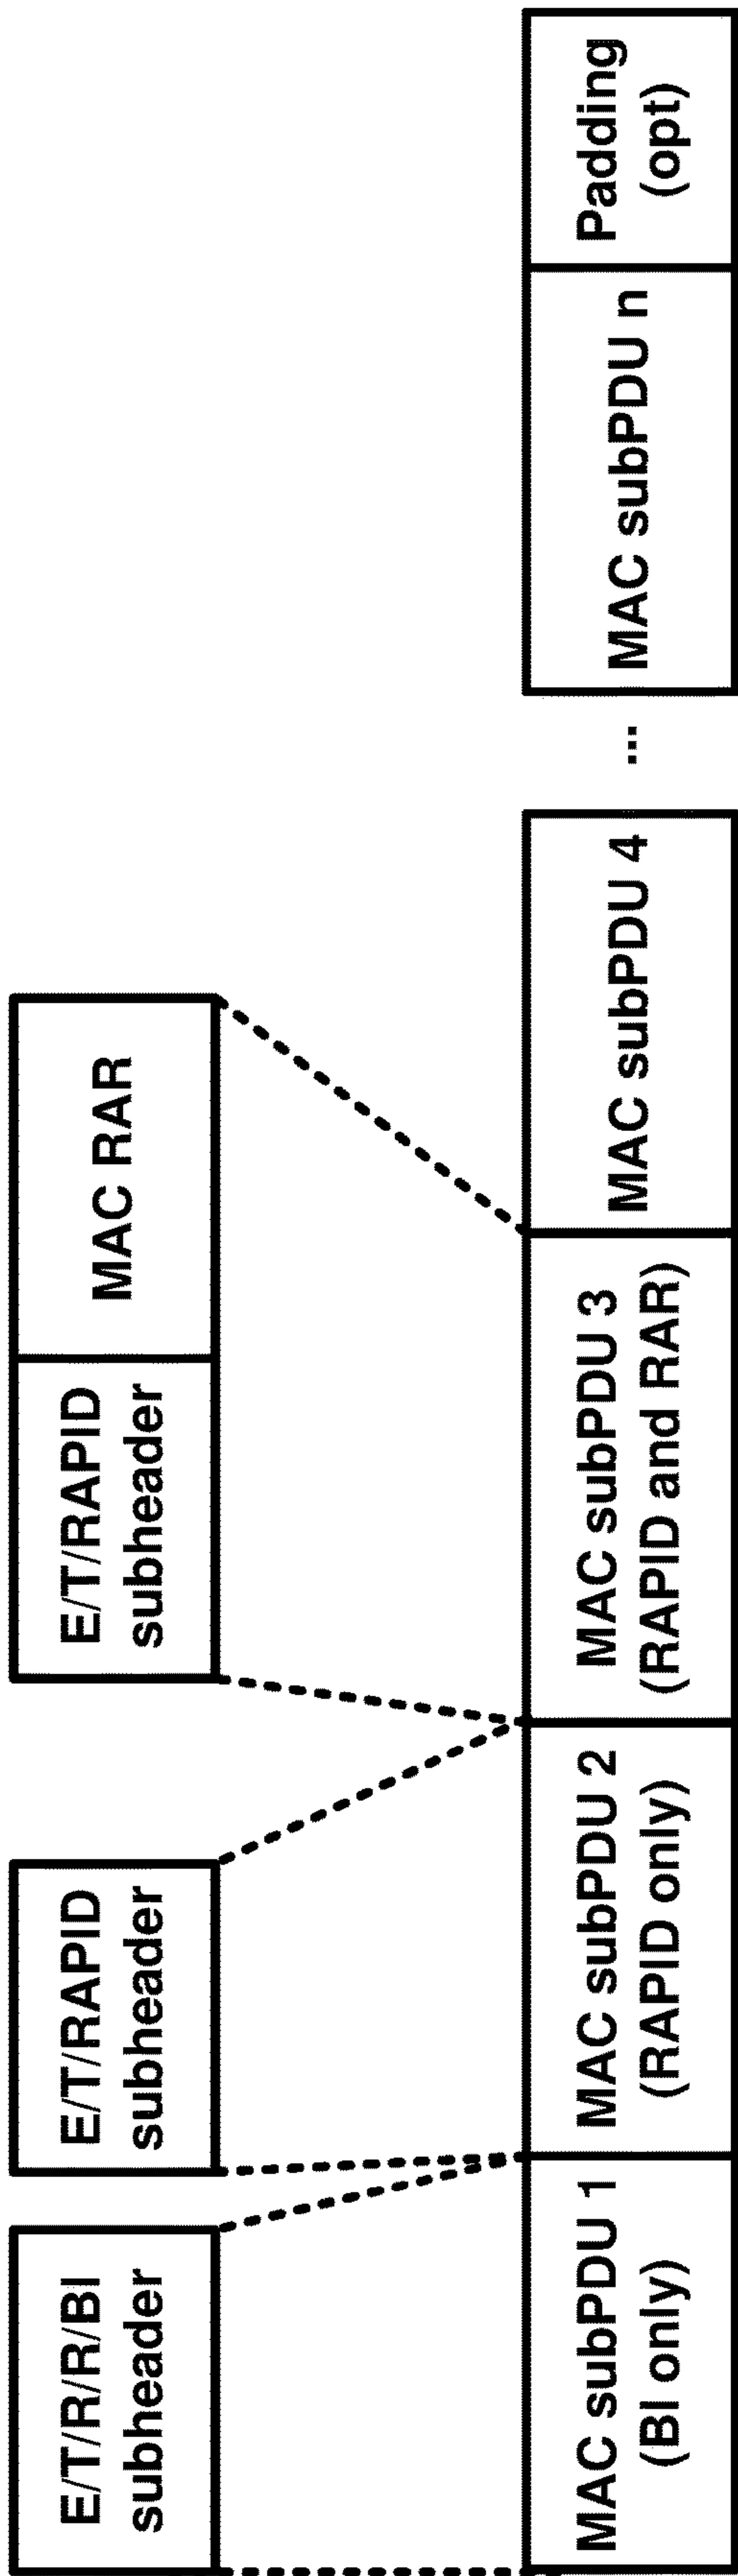 E/T/R/R/BI
subheader
E/T/RAPID
subheader
E/T/RAPID
subheader
MAC RAR
MAC subPDU 1
(BI only)
MAC subPDU 2
(RAPID only)
MAC subPDU 3
(RAPID and RAR)
MAC subPDU 4
...
MAC subPDU n
Padding
(opt)